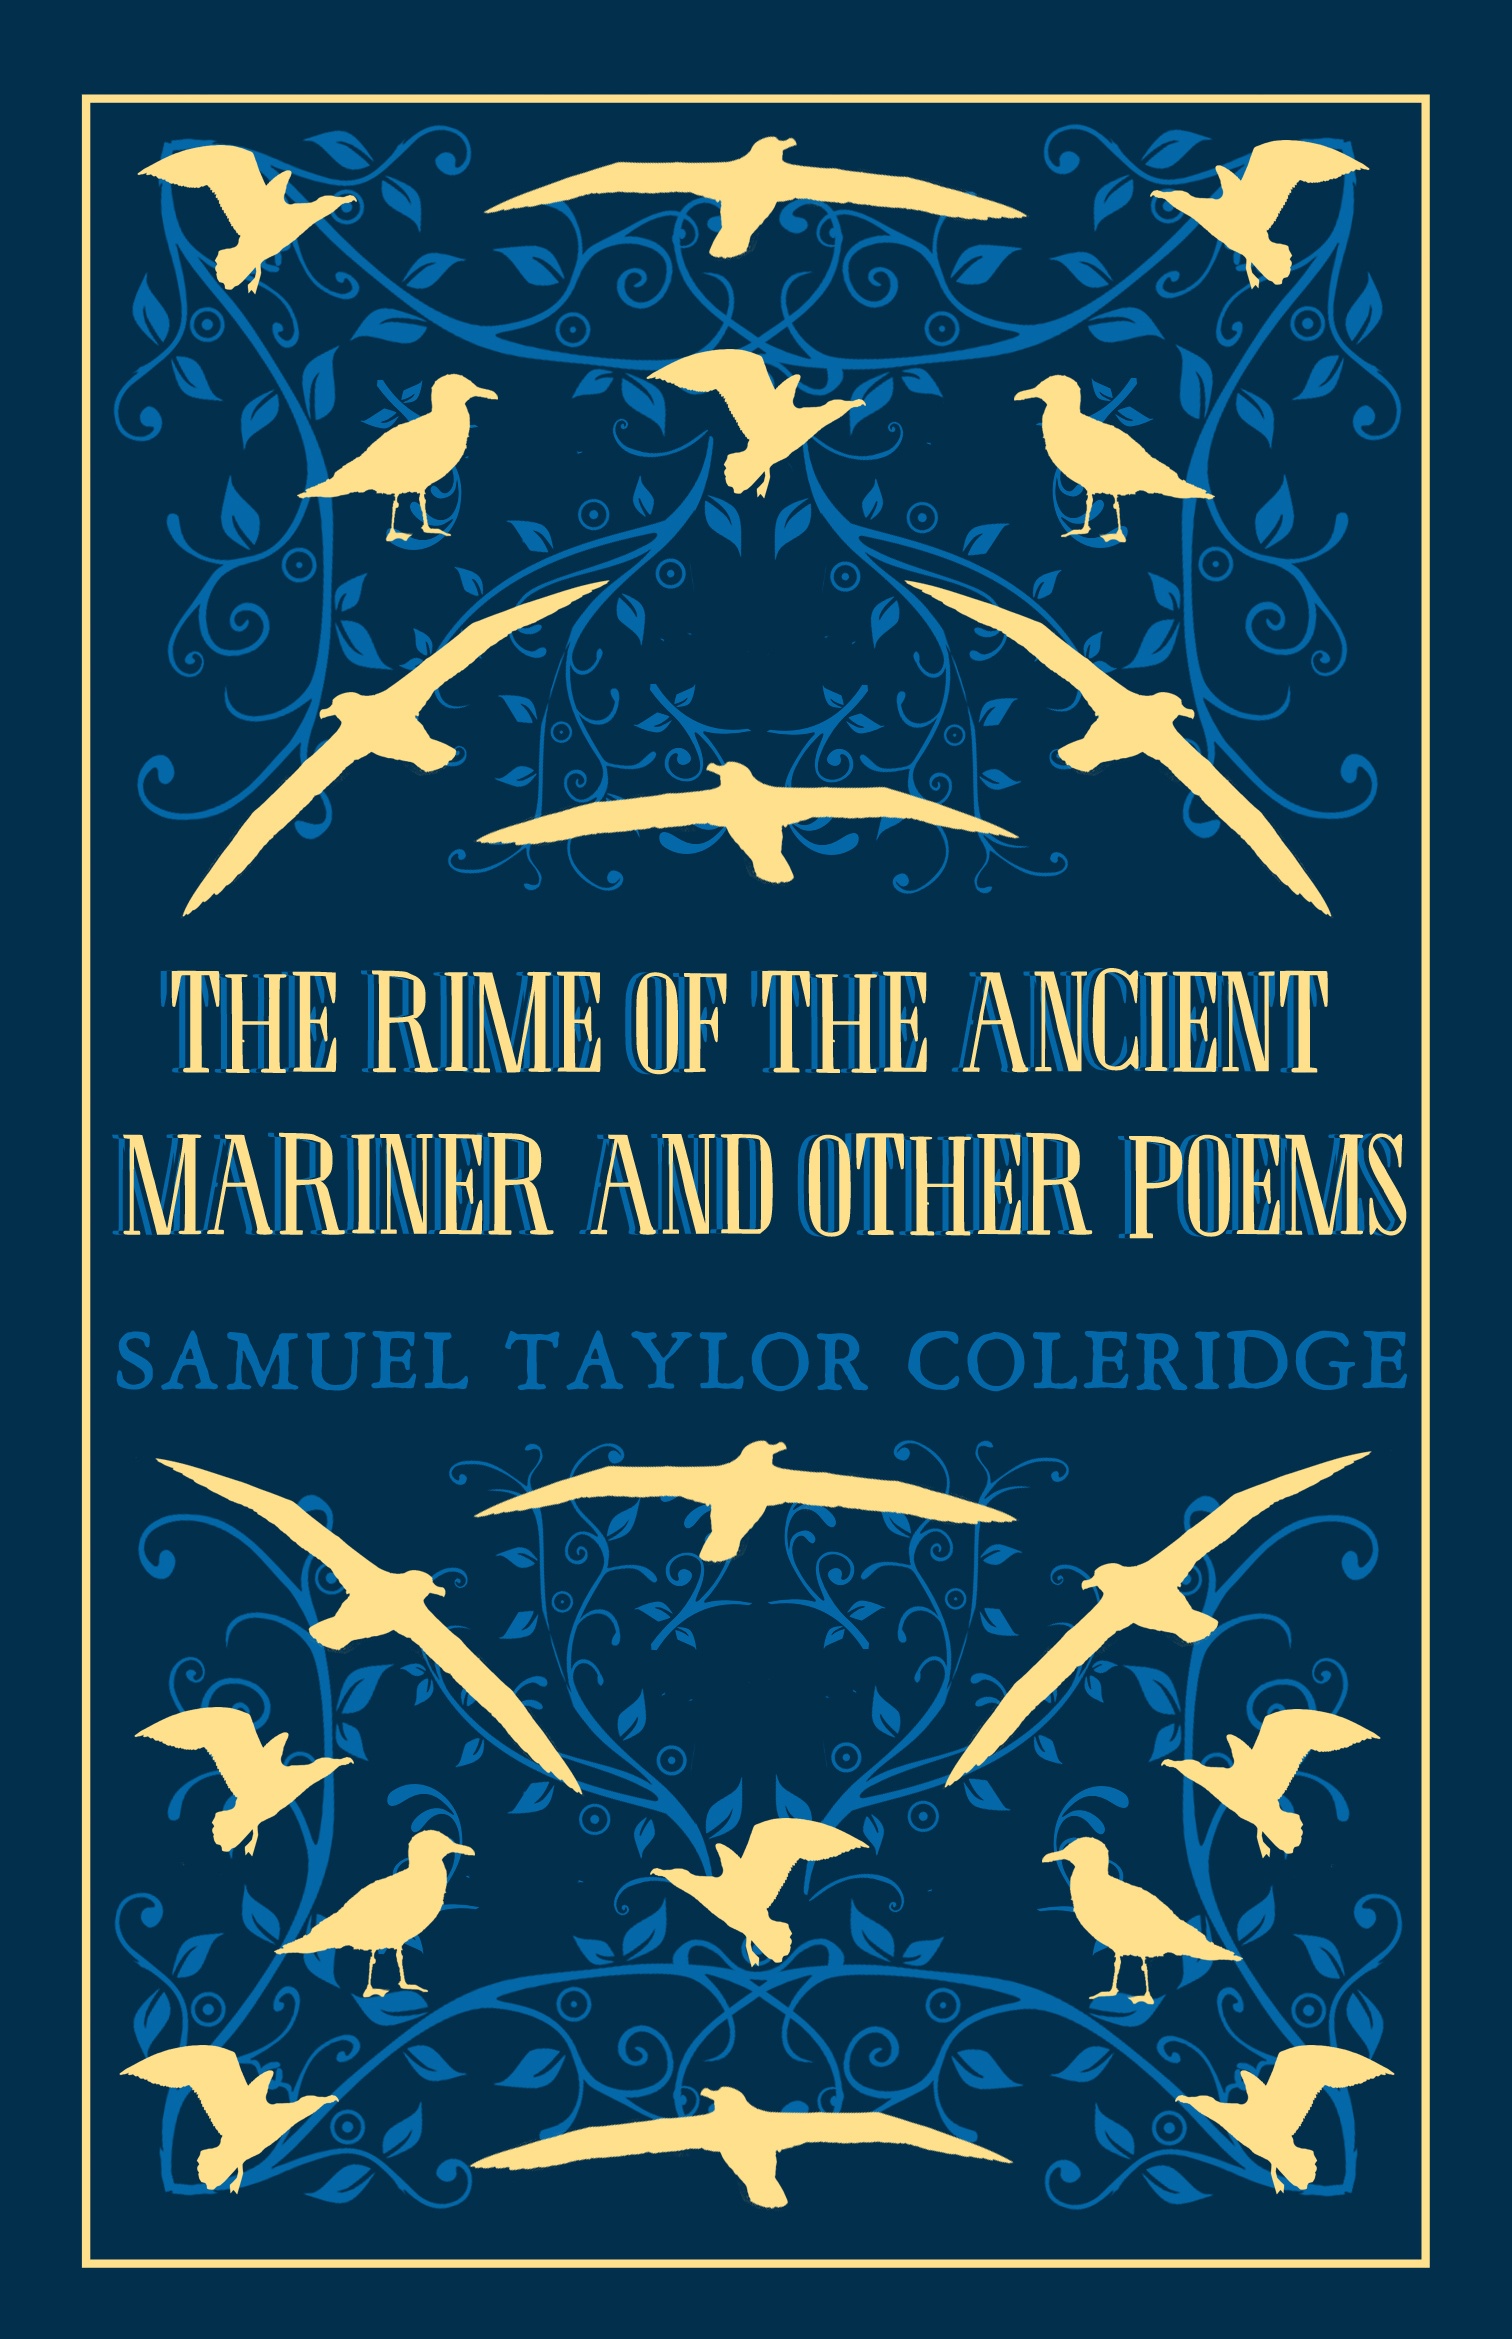 THE RIME OF THE ANCIENT
MARINER AND OTHER POEMS
SAMUEL TAYLOR COLERIDGE